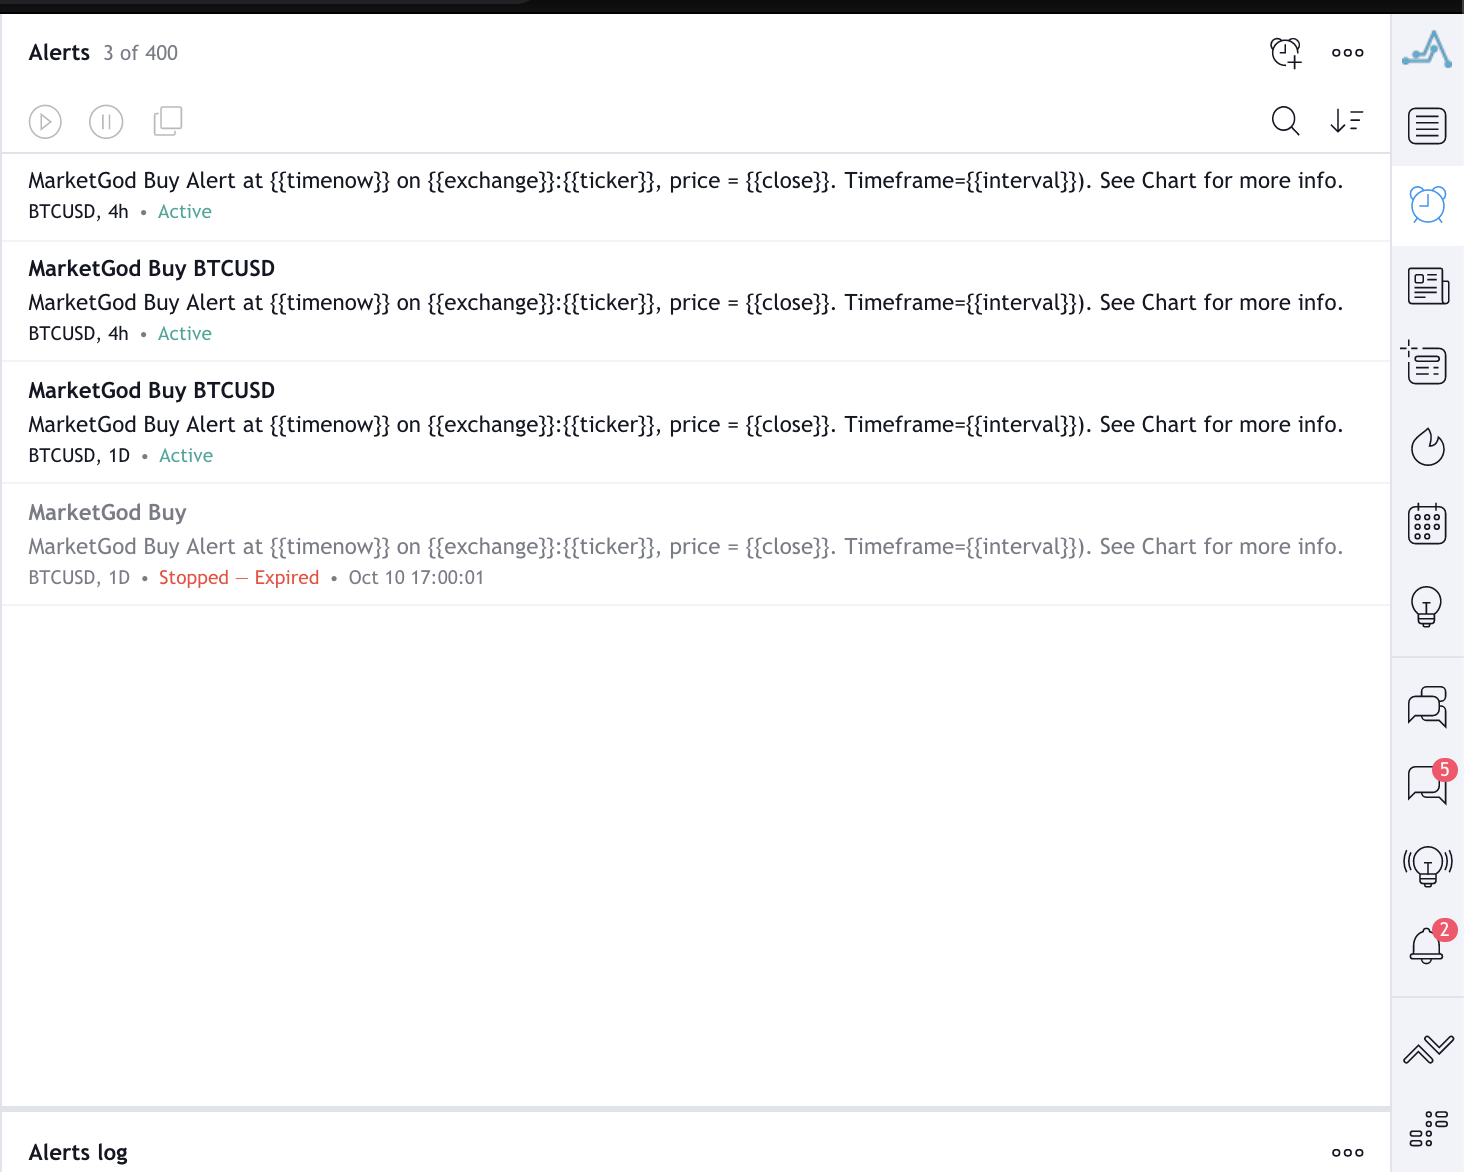 Alerts 3 of 400
MarketGod Buy Alert at {{timenow}} on {{exchange}}:{{ticker}}, price = {{close}}. Timeframe={{interval}}). See Chart for more info.
BTCUSD, 4h • Active
MarketGod Buy BTCUSD
MarketGod Buy Alert at {{timenow}} on {{exchange}}:{{ticker}}, price = {{close}}. Timeframe={{interval}}). See Chart for more info.
BTCUSD, 4h • Active
MarketGod Buy BTCUSD
MarketGod Buy Alert at {{timenow}} on {{exchange}}:{{ticker}}, price = {{close}}. Timeframe={{interval}}). See Chart for more info.
BTCUSD, 1D • Active
MarketGod Buy
MarketGod Buy Alert at {{timenow}} on {{exchange}}:{{ticker}}, price = {{close}}. Timeframe={{interval}}). See Chart for more info.
BTCUSD, 1D • Stopped — Expired • Oct 10 17:00:01
5
2
Alerts log